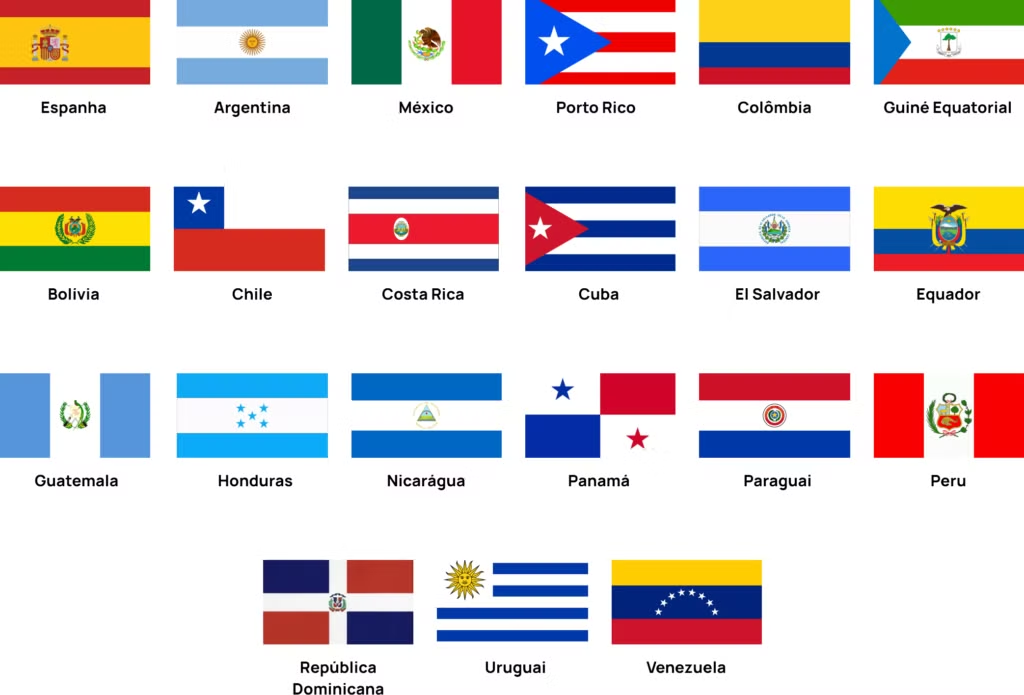 Espanha
Argentina
México
Porto Rico
Colômbia
Guiné Equatorial
Bolivia
Chile
Costa Rica
Cuba
El Salvador
Equador
Guatemala
Honduras
Nicarágua
Panamá
Paraguai
Peru
República
Dominicana
Uruguai
Venezuela